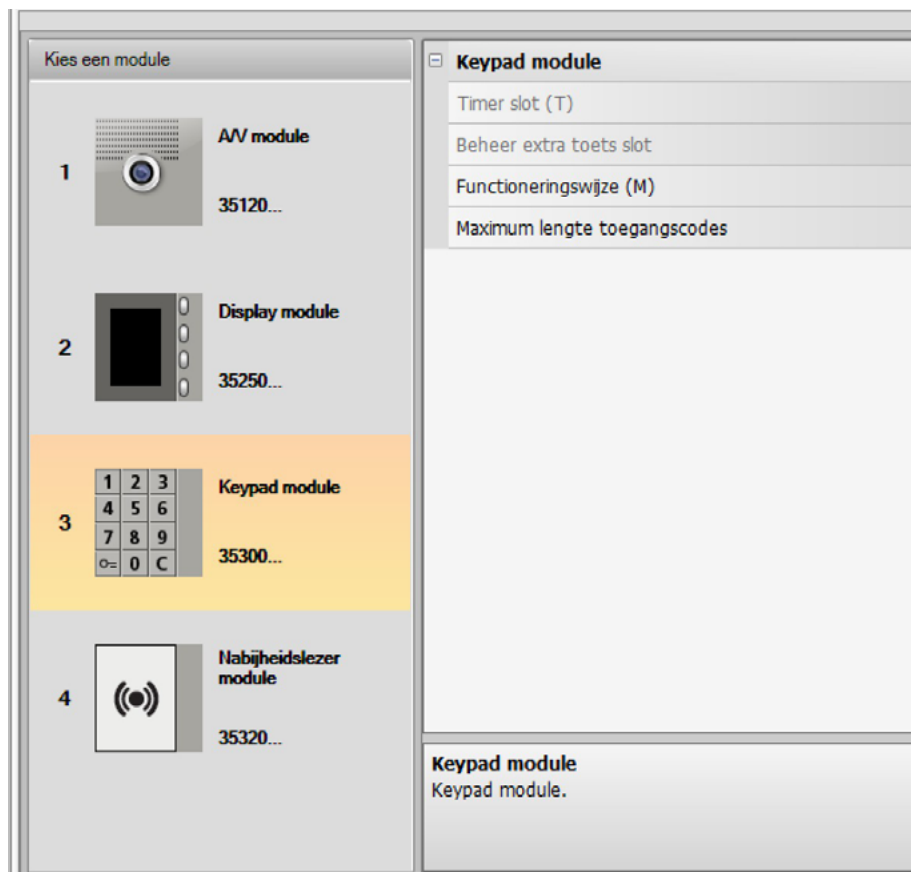 Kies een module
1
A/V module
35120...
2
Display module
35250...
3
1 2 3
4 5 6
7 8 9
0 C
Keypad module
35300...
4
Nabijheidslezer
module
35320...
Keypad module
Timer slot (T)
Beheer extra toets slot
Functioneringswijze (M)
Maximum lengte toegangscodes
Keypad module
Keypad module.